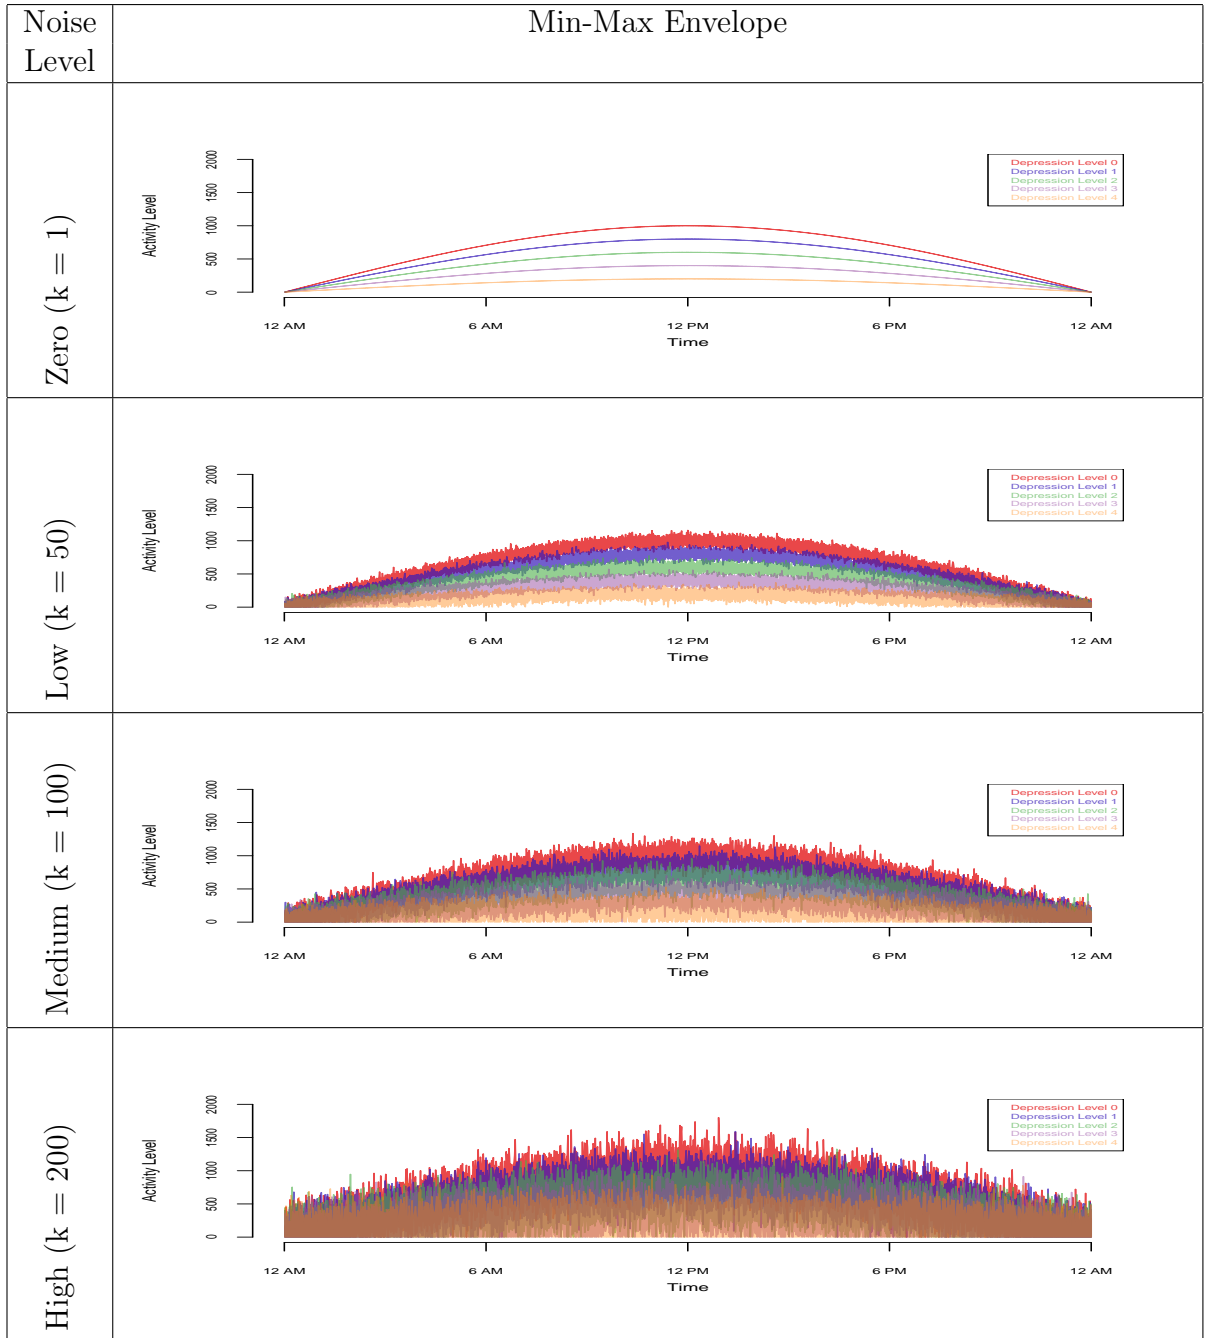 Noise
Level
Min-Max Envelope
Zero (k = 1)
Activity Level
2000
1500
1000
500
0
Depression Level 0
Depression Level 1
Depression Level 2
Depression Level 3
Depression Level 4
12 AM 6 AM 12 PM 6 PM 12 AM
Time
Low (k = 50)
Activity Level
2000
1500
1000
500
0
Depression Level 0
Depression Level 1
Depression Level 2
Depression Level 3
Depression Level 4
12 AM 6 AM 12 PM 6 PM 12 AM
Time
Medium (k = 100)
Activity Level
2000
1500
1000
500
0
Depression Level 0
Depression Level 1
Depression Level 2
Depression Level 3
Depression Level 4
12 AM 6 AM 12 PM 6 PM 12 AM
Time
High (k = 200)
Activity Level
2000
1500
1000
500
0
Depression Level 0
Depression Level 1
Depression Level 2
Depression Level 3
Depression Level 4
12 AM 6 AM 12 PM 6 PM 12 AM
Time